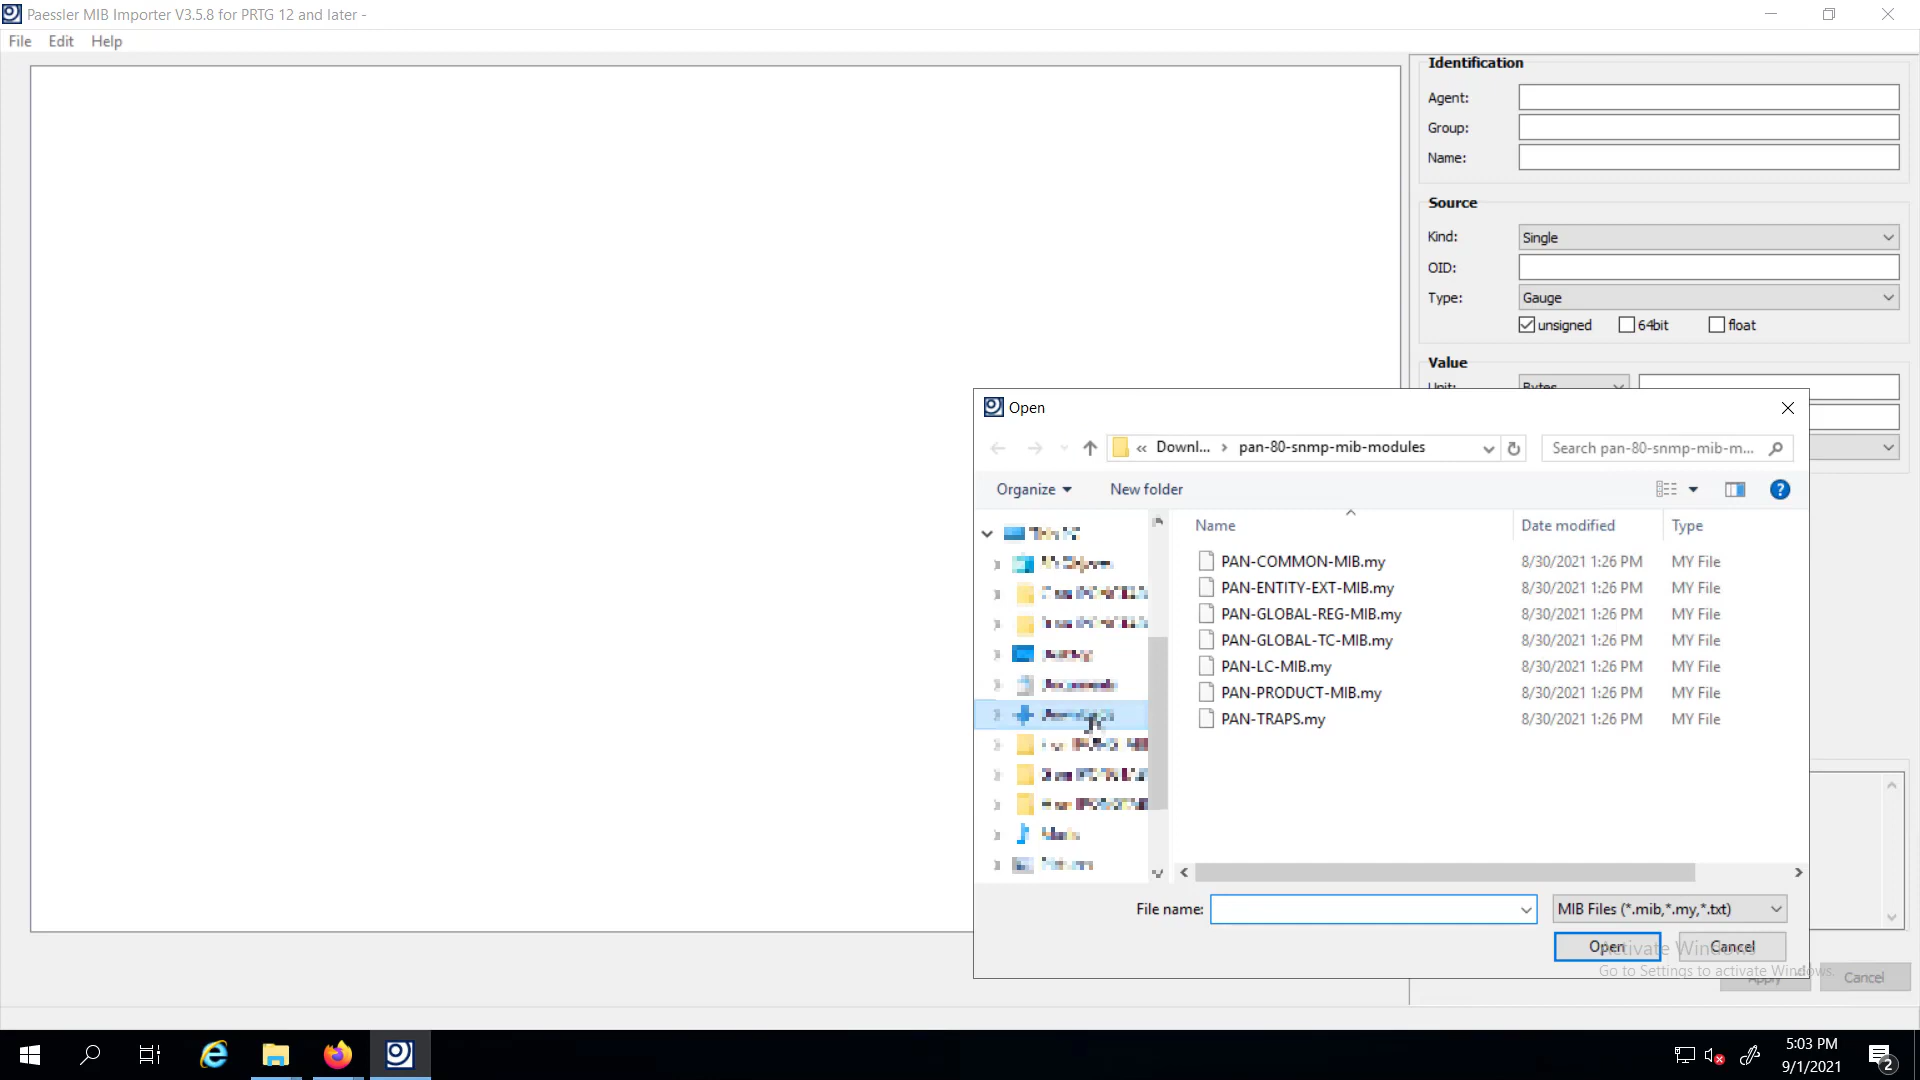 Paessler MIB Importer V3.5.8 for PRTG 12 and later -
File Edit Help
Identification
Agent:
Group:
Name:
Source
Kind: Single
OID:
Type: Gauge
unsigned 64bit float
Value
Open
« Downl... › pan-80-snmp-mib-modules
Search pan-80-snmp-mib-m...
Organize New folder
Name Date modified Type
PAN-COMMON-MIB.my 8/30/2021 1:26 PM MY File
PAN-ENTITY-EXT-MIB.my 8/30/2021 1:26 PM MY File
PAN-GLOBAL-REG-MIB.my 8/30/2021 1:26 PM MY File
PAN-GLOBAL-TC-MIB.my 8/30/2021 1:26 PM MY File
PAN-LC-MIB.my 8/30/2021 1:26 PM MY File
PAN-PRODUCT-MIB.my 8/30/2021 1:26 PM MY File
PAN-TRAPS.my 8/30/2021 1:26 PM MY File
File name: MIB Files (*.mib,*.my,*.txt)
Open Cancel
Activate Windows
Go to Settings to activate Windows.
Apply Cancel
5:03 PM
9/1/2021
2